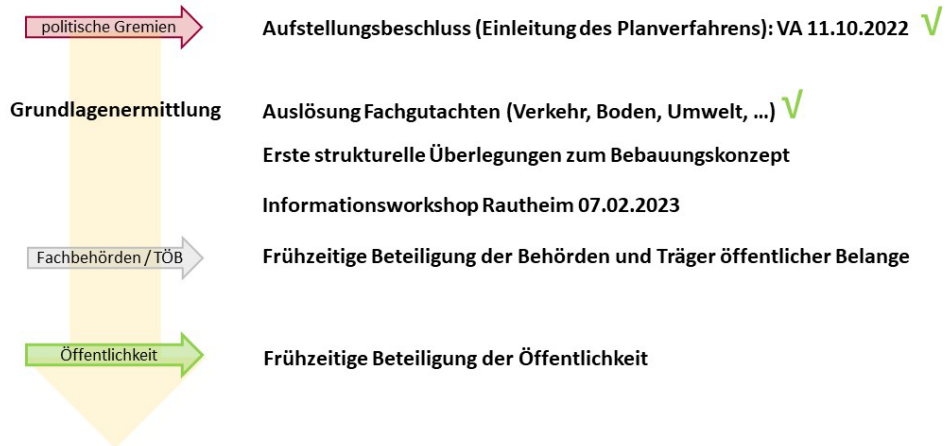 politische Gremien Aufstellungsbeschluss (Einleitung des Planverfahrens): VA 11.10.2022 √
Grundlagenermittlung Auslösung Fachgutachten (Verkehr, Boden, Umwelt, …) √
Erste strukturelle Überlegungen zum Bebauungskonzept
Informationsworkshop Rautheim 07.02.2023
Fachbehörden / TÖB Frühzeitige Beteiligung der Behörden und Träger öffentlicher Belange
Öffentlichkeit Frühzeitige Beteiligung der Öffentlichkeit